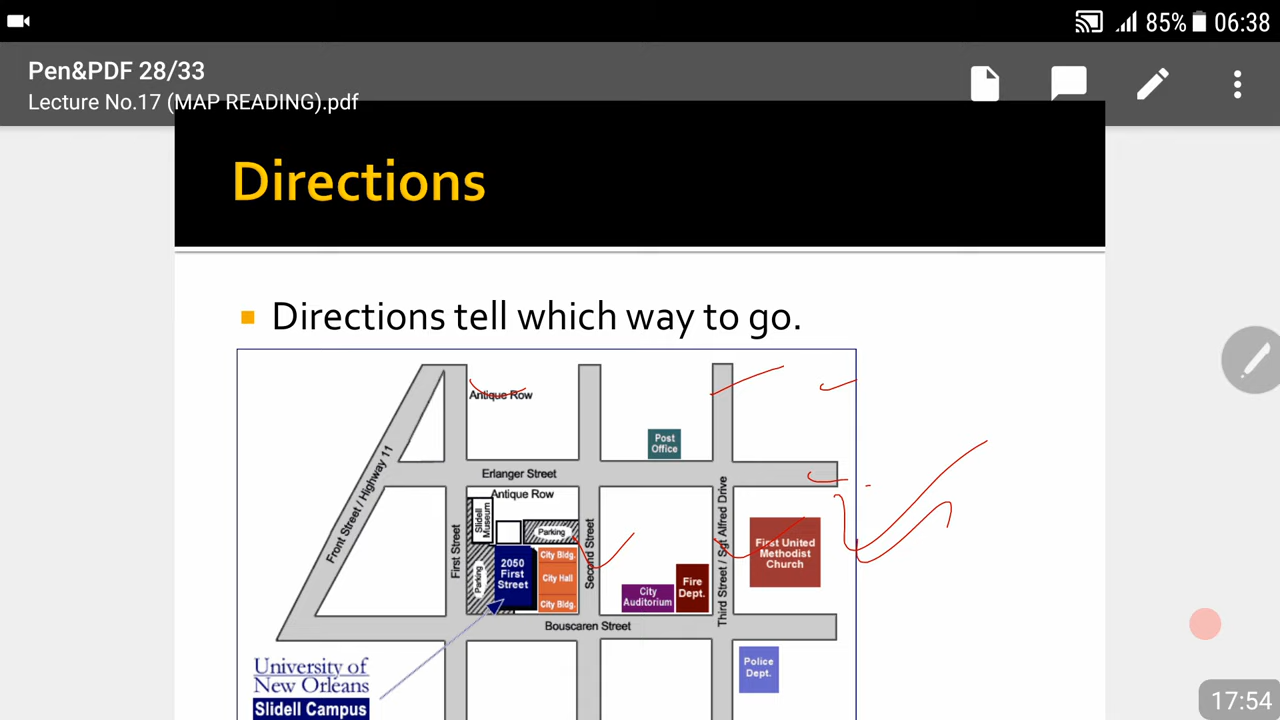 85% 06:38
Pen&PDF 28/33
Lecture No.17 (MAP READING).pdf
Directions
Directions tell which way to go.
Antique Row
Post
Office
Front Street / Highway 11
Erlanger Street
Antique Row
Slidell
Museum
Parking
First Street
Second Street
Third Street / Sgt Alfred Drive
Parking
2050
First
Street
City Bldg.
City Hall
City Bldg.
City
Auditorium
Fire
Dept.
First United
Methodist
Church
Bouscaren Street
Police
Dept.
University of
New Orleans
Slidell Campus
17:54